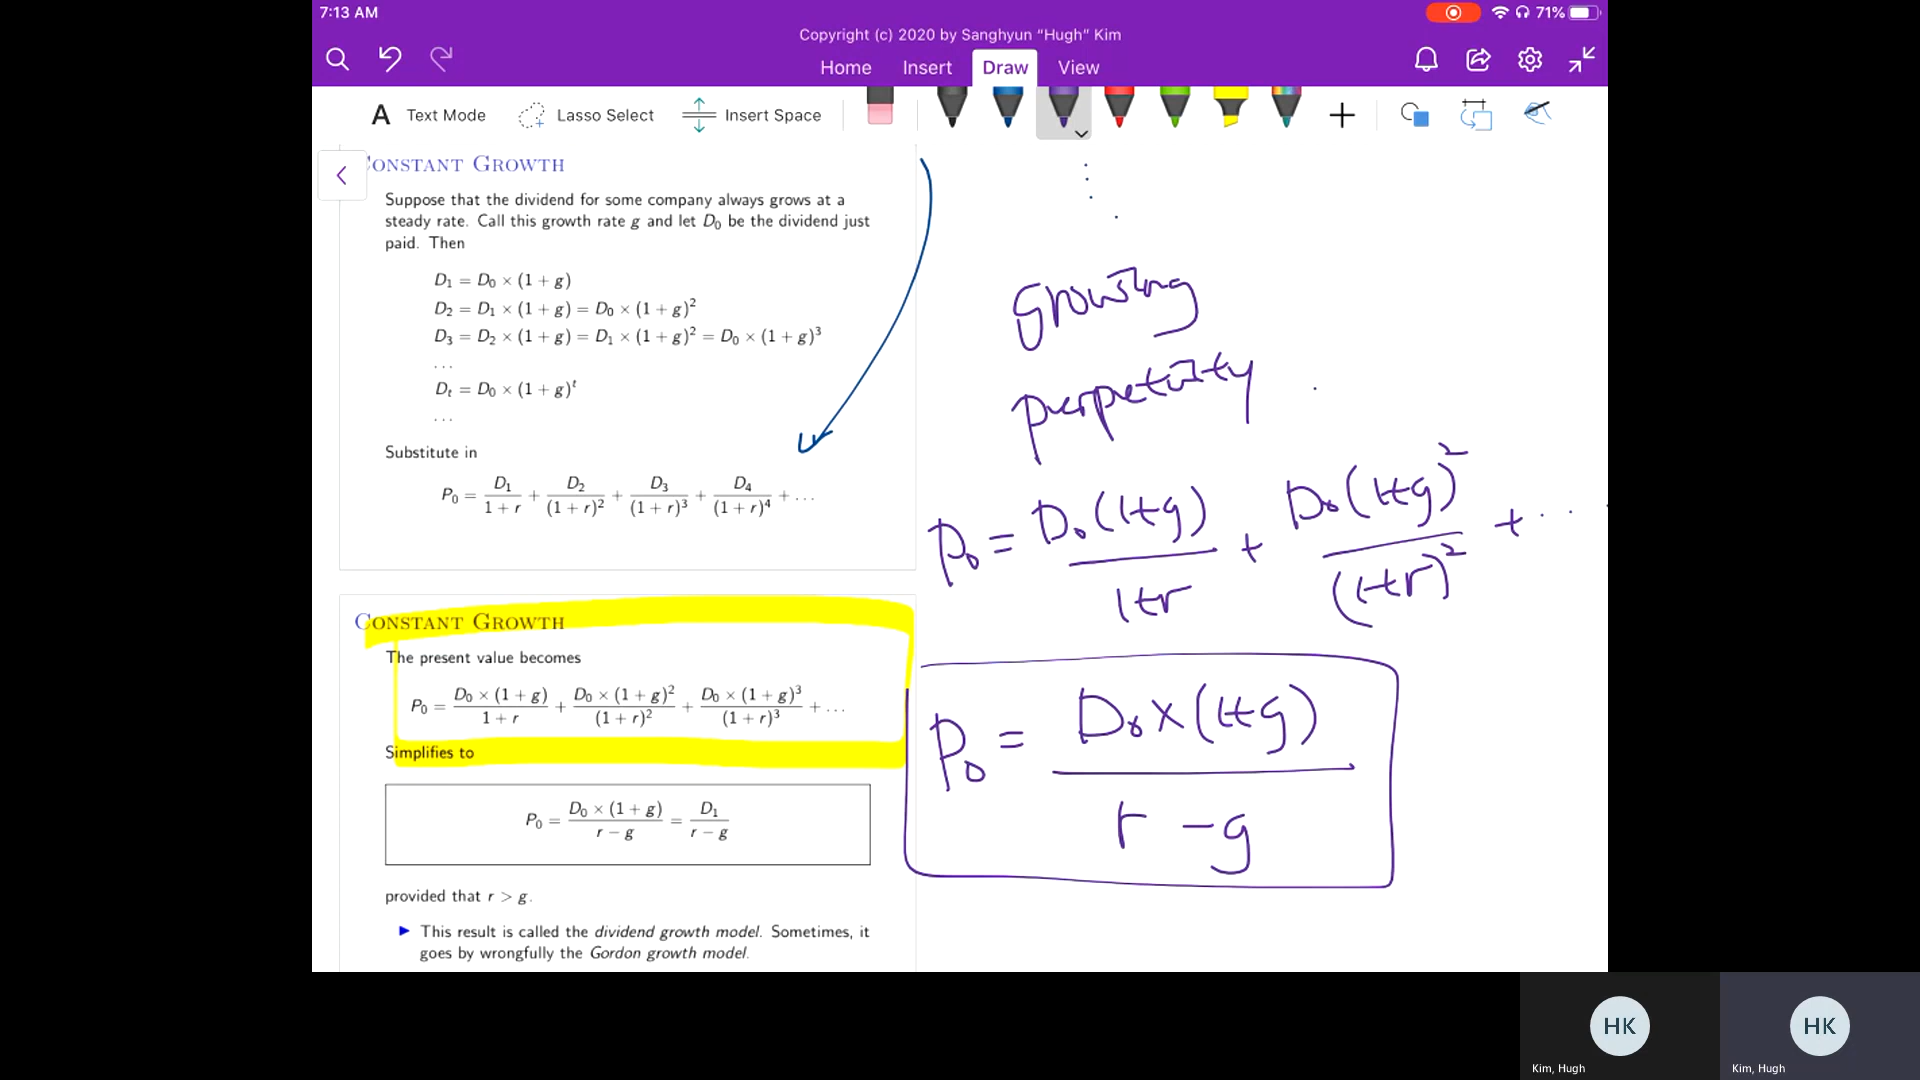 7:13 AM
71%
Copyright (c) 2020 by Sanghyun “Hugh” Kim
Home Insert Draw View
A Text Mode Lasso Select Insert Space
CONSTANT GROWTH
Suppose that the dividend for some company always grows at a
steady rate. Call this growth rate g and let D₀ be the dividend just
paid. Then
D₁ = D₀ × (1 + g)
D₂ = D₁ × (1 + g) = D₀ × (1 + g)²
D₃ = D₂ × (1 + g) = D₁ × (1 + g)² = D₀ × (1 + g)³
...
Dₜ = D₀ × (1 + g)ᵗ
...
Substitute in
P₀ = D₁/(1 + r) + D₂/(1 + r)² + D₃/(1 + r)³ + D₄/(1 + r)⁴ + ...
CONSTANT GROWTH
The present value becomes
P₀ = D₀ × (1 + g)/(1 + r) + D₀ × (1 + g)²/(1 + r)² + D₀ × (1 + g)³/(1 + r)³ + ...
Simplifies to
P₀ = D₀ × (1 + g)/(r − g) = D₁/(r − g)
provided that r > g.
▶ This result is called the dividend growth model. Sometimes, it
goes by wrongfully the Gordon growth model.
growing
perpetuity
P₀ = D₀(1+g)/(1+r) + D₀(1+g)²/(1+r)² + ...
P₀ = D₀×(1+g)/(r − g)
HK HK
Kim, Hugh Kim, Hugh